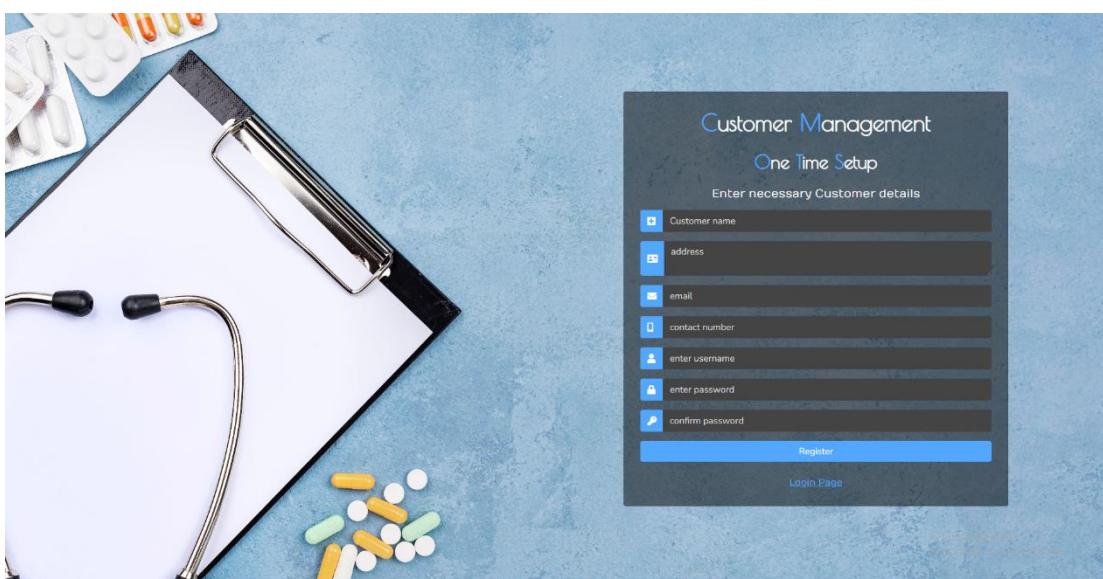 Customer Management
One Time Setup
Enter necessary Customer details
Customer name
address
email
contact number
enter username
enter password
confirm password
Register
Login Page